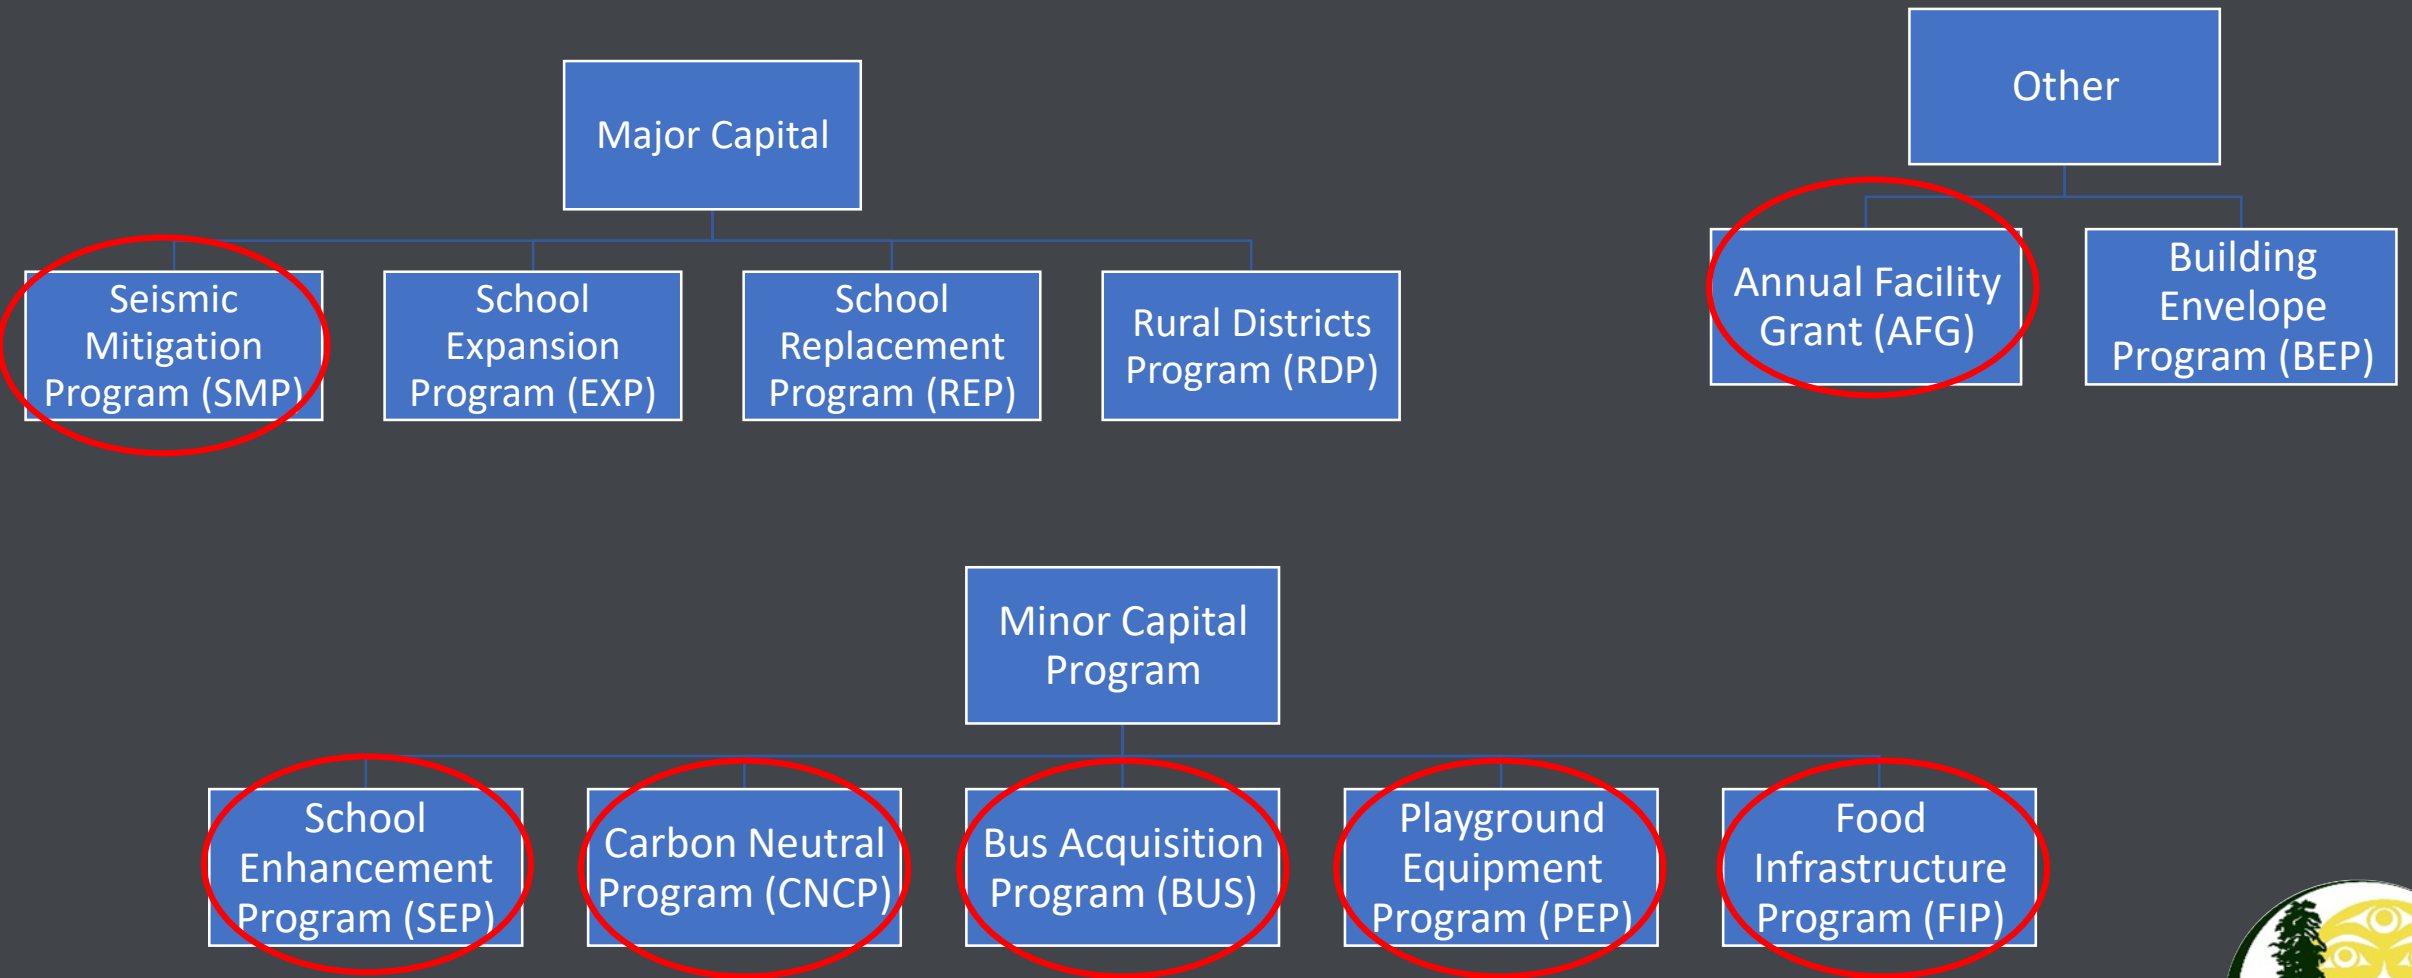 Major Capital
Seismic
Mitigation
Program (SMP)
School
Expansion
Program (EXP)
School
Replacement
Program (REP)
Rural Districts
Program (RDP)
Other
Annual Facility
Grant (AFG)
Building
Envelope
Program (BEP)
Minor Capital
Program
School
Enhancement
Program (SEP)
Carbon Neutral
Program (CNCP)
Bus Acquisition
Program (BUS)
Playground
Equipment
Program (PEP)
Food
Infrastructure
Program (FIP)